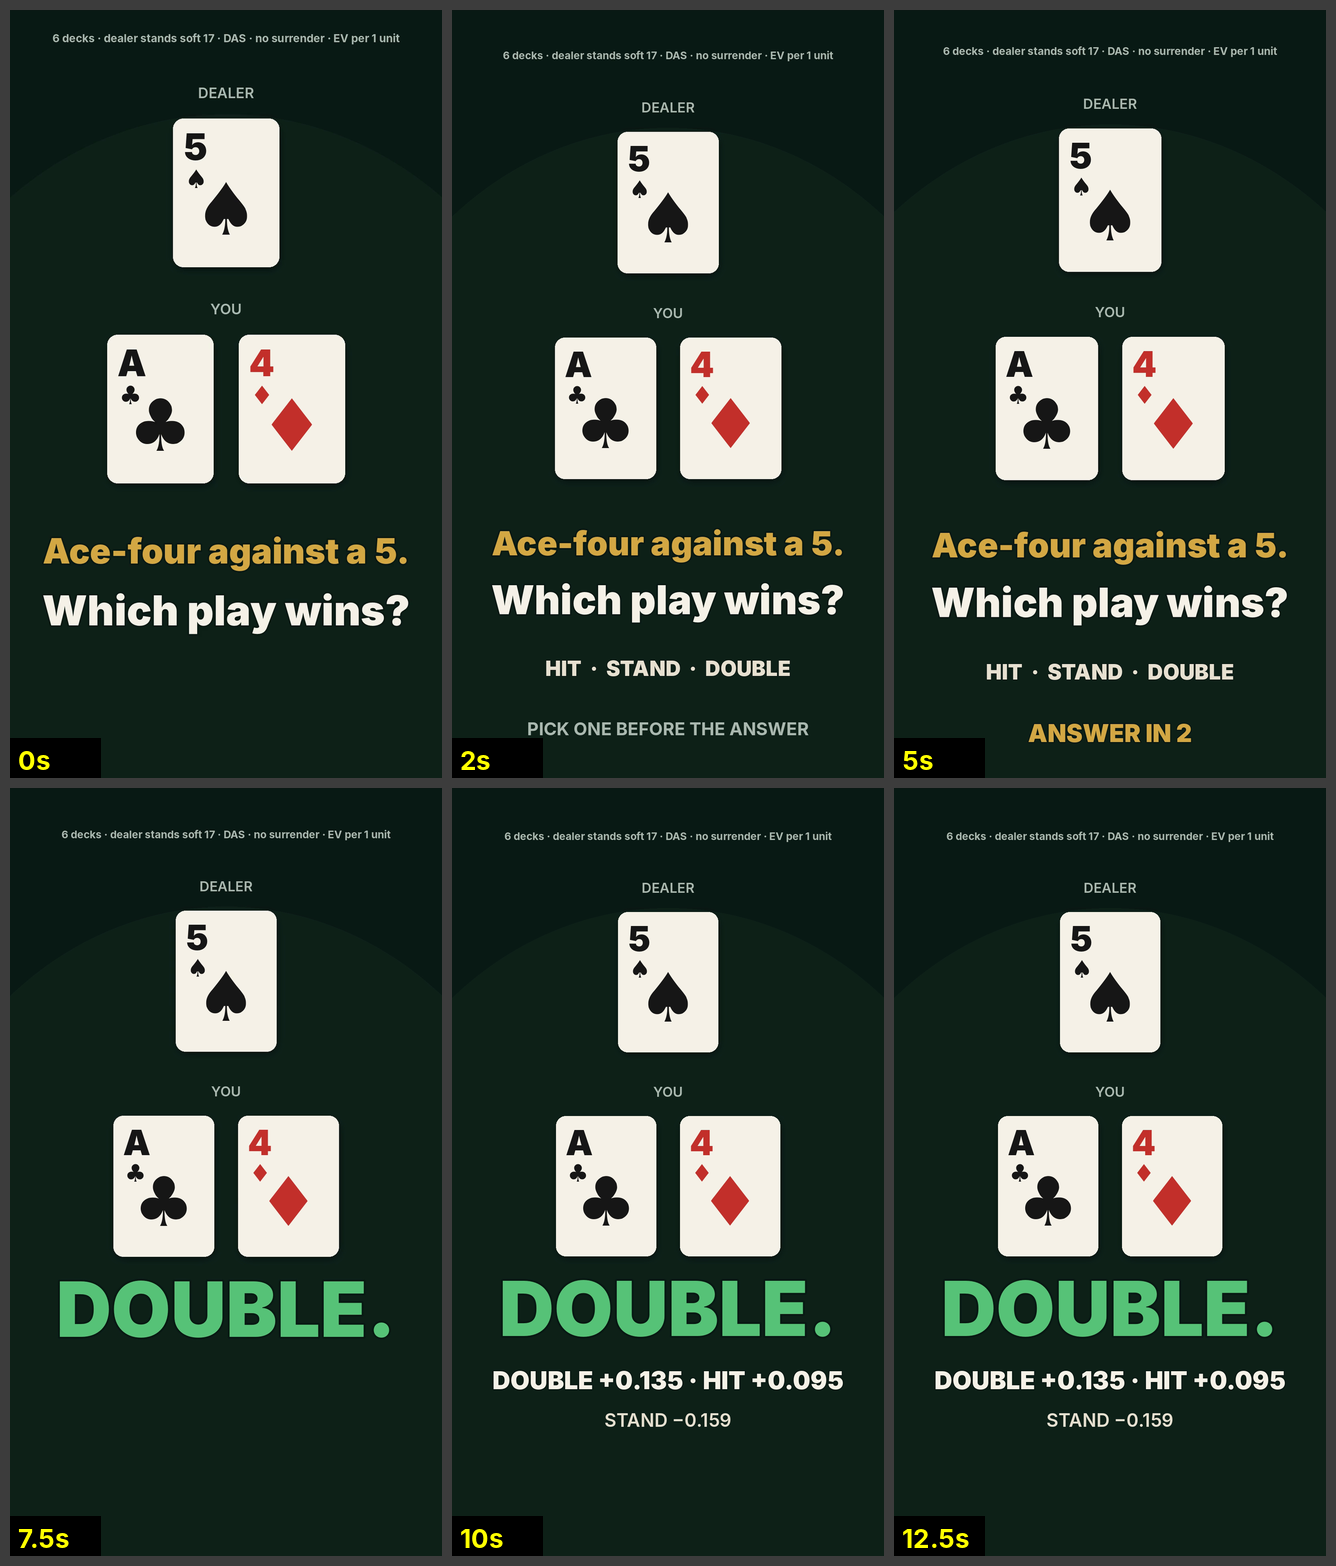 6 decks · dealer stands soft 17 · DAS · no surrender · EV per 1 unit
DEALER
5
YOU
A 4
Ace-four against a 5.
Which play wins?
0s
6 decks · dealer stands soft 17 · DAS · no surrender · EV per 1 unit
DEALER
5
YOU
A 4
Ace-four against a 5.
Which play wins?
HIT · STAND · DOUBLE
PICK ONE BEFORE THE ANSWER
2s
6 decks · dealer stands soft 17 · DAS · no surrender · EV per 1 unit
DEALER
5
YOU
A 4
Ace-four against a 5.
Which play wins?
HIT · STAND · DOUBLE
ANSWER IN 2
5s
6 decks · dealer stands soft 17 · DAS · no surrender · EV per 1 unit
DEALER
5
YOU
A 4
DOUBLE.
7.5s
6 decks · dealer stands soft 17 · DAS · no surrender · EV per 1 unit
DEALER
5
YOU
A 4
DOUBLE.
DOUBLE +0.135 · HIT +0.095
STAND −0.159
10s
6 decks · dealer stands soft 17 · DAS · no surrender · EV per 1 unit
DEALER
5
YOU
A 4
DOUBLE.
DOUBLE +0.135 · HIT +0.095
STAND −0.159
12.5s